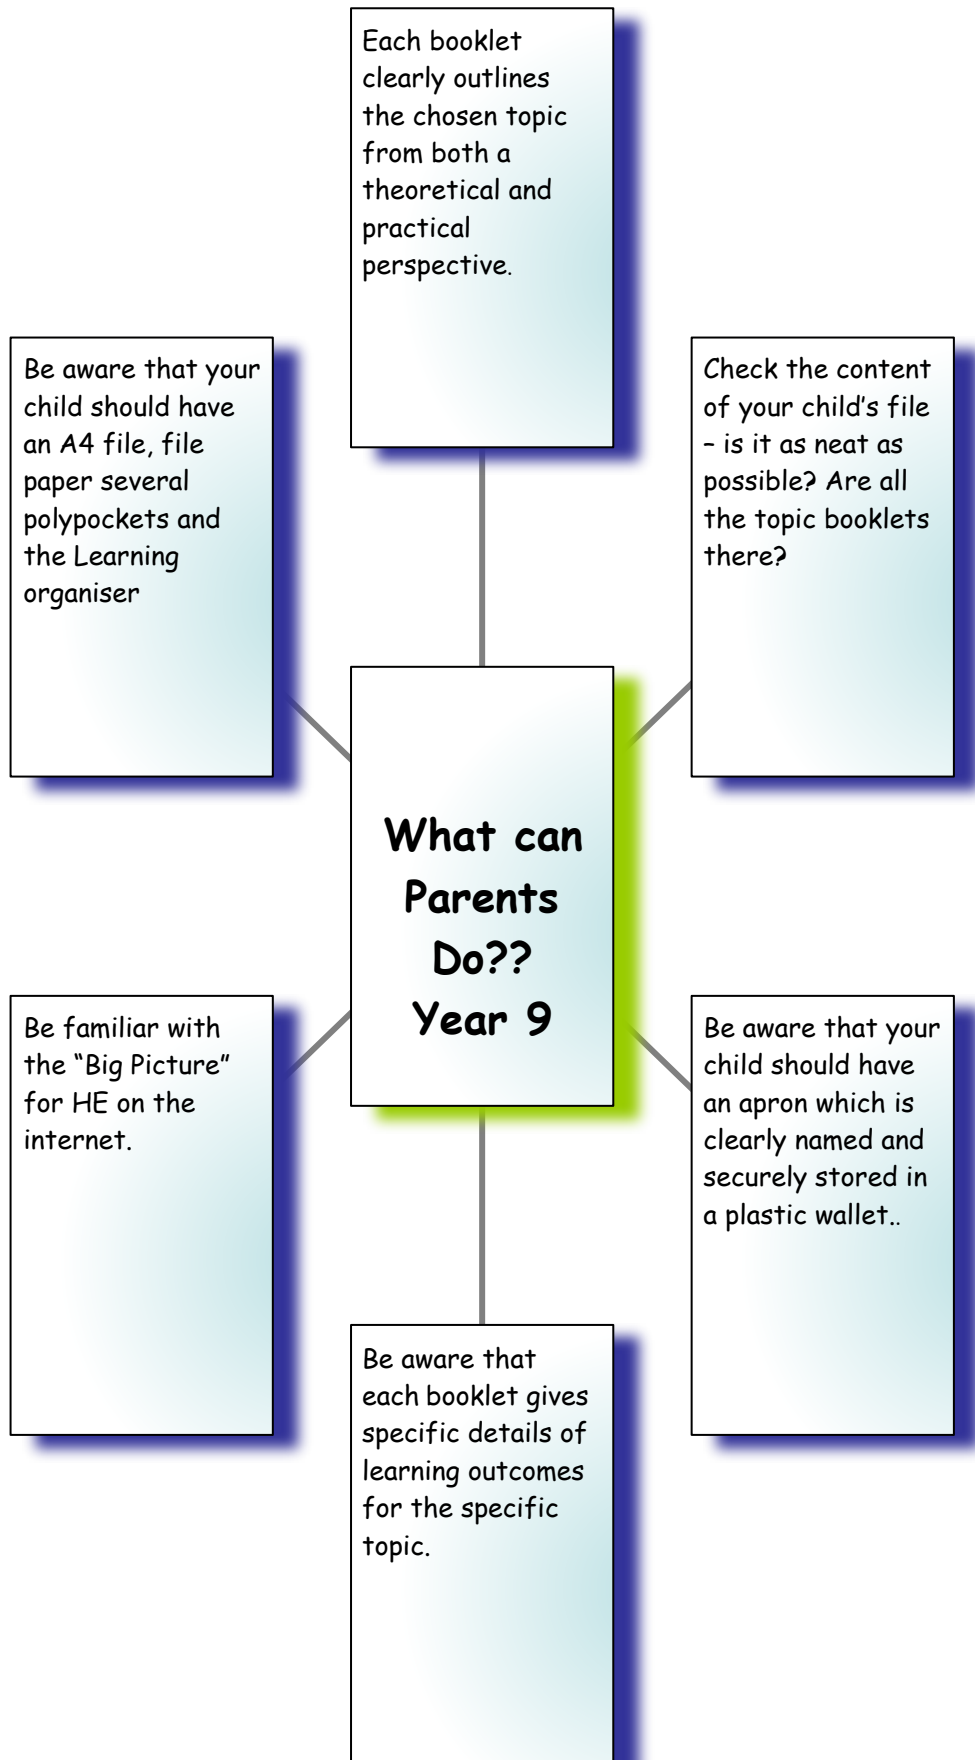 Each booklet
clearly outlines
the chosen topic
from both a
theoretical and
practical
perspective.
Be aware that your
child should have
an A4 file, file
paper several
polypockets and
the Learning
organiser
Check the content
of your child's file
– is it as neat as
possible? Are all
the topic booklets
there?
What can
Parents
Do??
Year 9
Be familiar with
the “Big Picture”
for HE on the
internet.
Be aware that your
child should have
an apron which is
clearly named and
securely stored in
a plastic wallet..
Be aware that
each booklet gives
specific details of
learning outcomes
for the specific
topic.